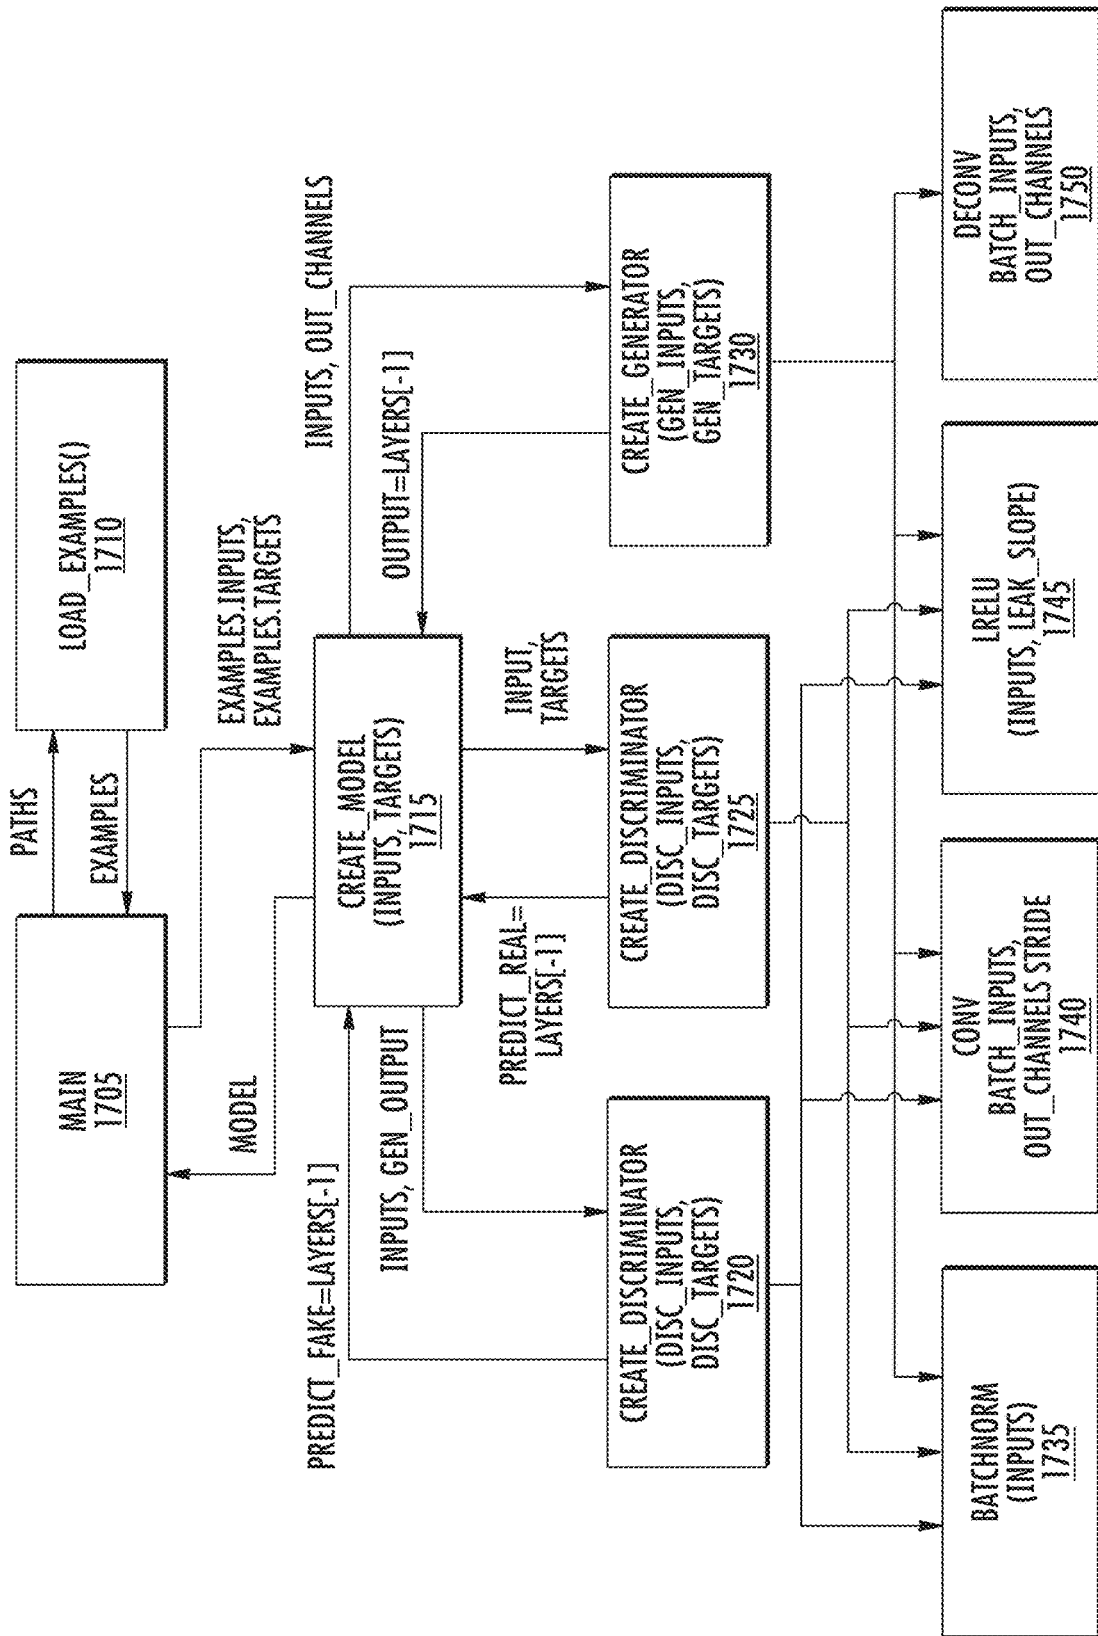 PATHS
EXAMPLES
MAIN
1705
LOAD_EXAMPLES()
1710
MODEL
EXAMPLES.INPUTS,
EXAMPLES.TARGETS
PREDICT_FAKE=LAYERS[-1]
INPUTS, GEN_OUTPUT
CREATE_MODEL
(INPUTS, TARGETS)
1715
INPUTS, OUT_CHANNELS
OUTPUT=LAYERS[-1]
PREDICT_REAL=
LAYERS[-1]
INPUT,
TARGETS
CREATE_DISCRIMINATOR
(DISC_INPUTS,
DISC_TARGETS)
1720
CREATE_DISCRIMINATOR
(DISC_INPUTS,
DISC_TARGETS)
1725
CREATE_GENERATOR
(GEN_INPUTS,
GEN_TARGETS)
1730
BATCHNORM
(INPUTS)
1735
CONV
BATCH_INPUTS,
OUT_CHANNELS STRIDE
1740
LRELU
(INPUTS, LEAK_SLOPE)
1745
DECONV
BATCH_INPUTS,
OUT_CHANNELS
1750